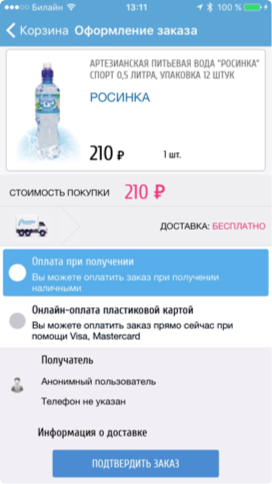 Билайн 13:11 100 %
Корзина Оформление заказа
АРТЕЗИАНСКАЯ ПИТЬЕВАЯ ВОДА "РОСИНКА"
СПОРТ 0,5 ЛИТРА, УПАКОВКА 12 ШТУК
РОСИНКА
210 ₽ 1 шт.
СТОИМОСТЬ ПОКУПКИ 210 ₽
ДОСТАВКА: БЕСПЛАТНО
Оплата при получении
Вы можете оплатить заказ при получении
наличными
Онлайн-оплата пластиковой картой
Вы можете оплатить заказ прямо сейчас при
помощи Visa, Mastercard
Получатель
Анонимный пользователь
Телефон не указан
Информация о доставке
ПОДТВЕРДИТЬ ЗАКАЗ